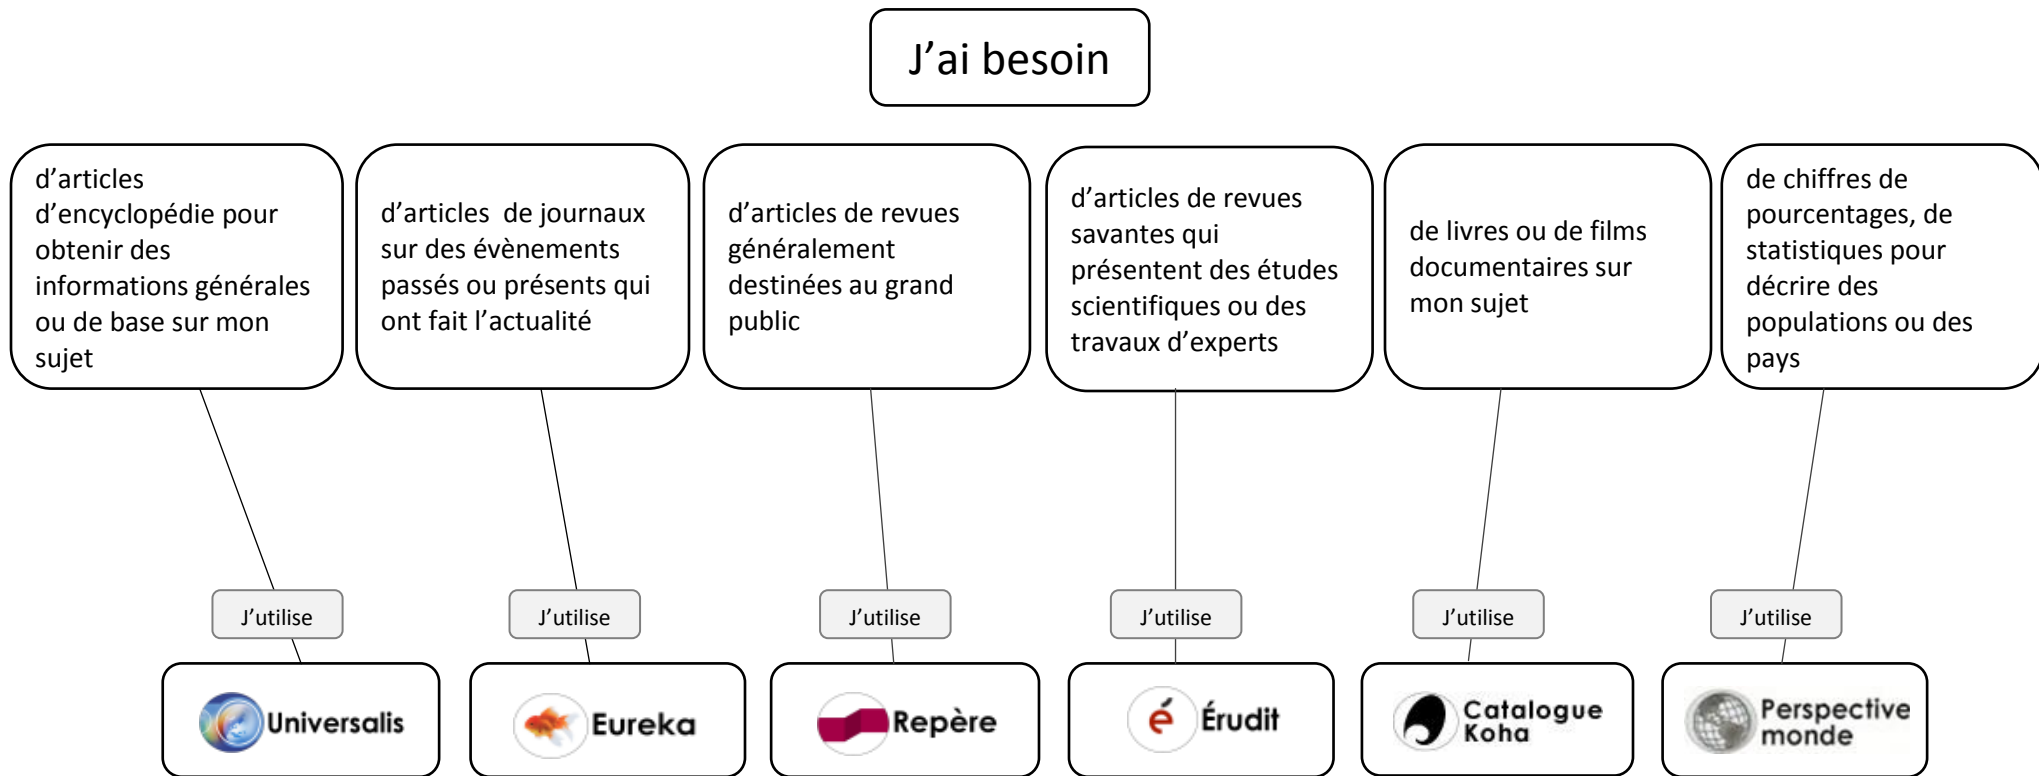 J’ai besoin
d’articles
d’encyclopédie pour
obtenir des
informations générales
ou de base sur mon
sujet
d’articles  de journaux
sur des évènements
passés ou présents qui
ont fait l’actualité
d’articles de revues
généralement
destinées au grand
public
d’articles de revues
savantes qui
présentent des études
scientifiques ou des
travaux d’experts
de livres ou de films
documentaires sur
mon sujet
de chiffres de
pourcentages, de
statistiques pour
décrire des
populations ou des
pays
J’utilise
J’utilise
J’utilise
J’utilise
J’utilise
J’utilise
Universalis
Eureka
Repère
é Érudit
Catalogue
Koha
Perspective
monde